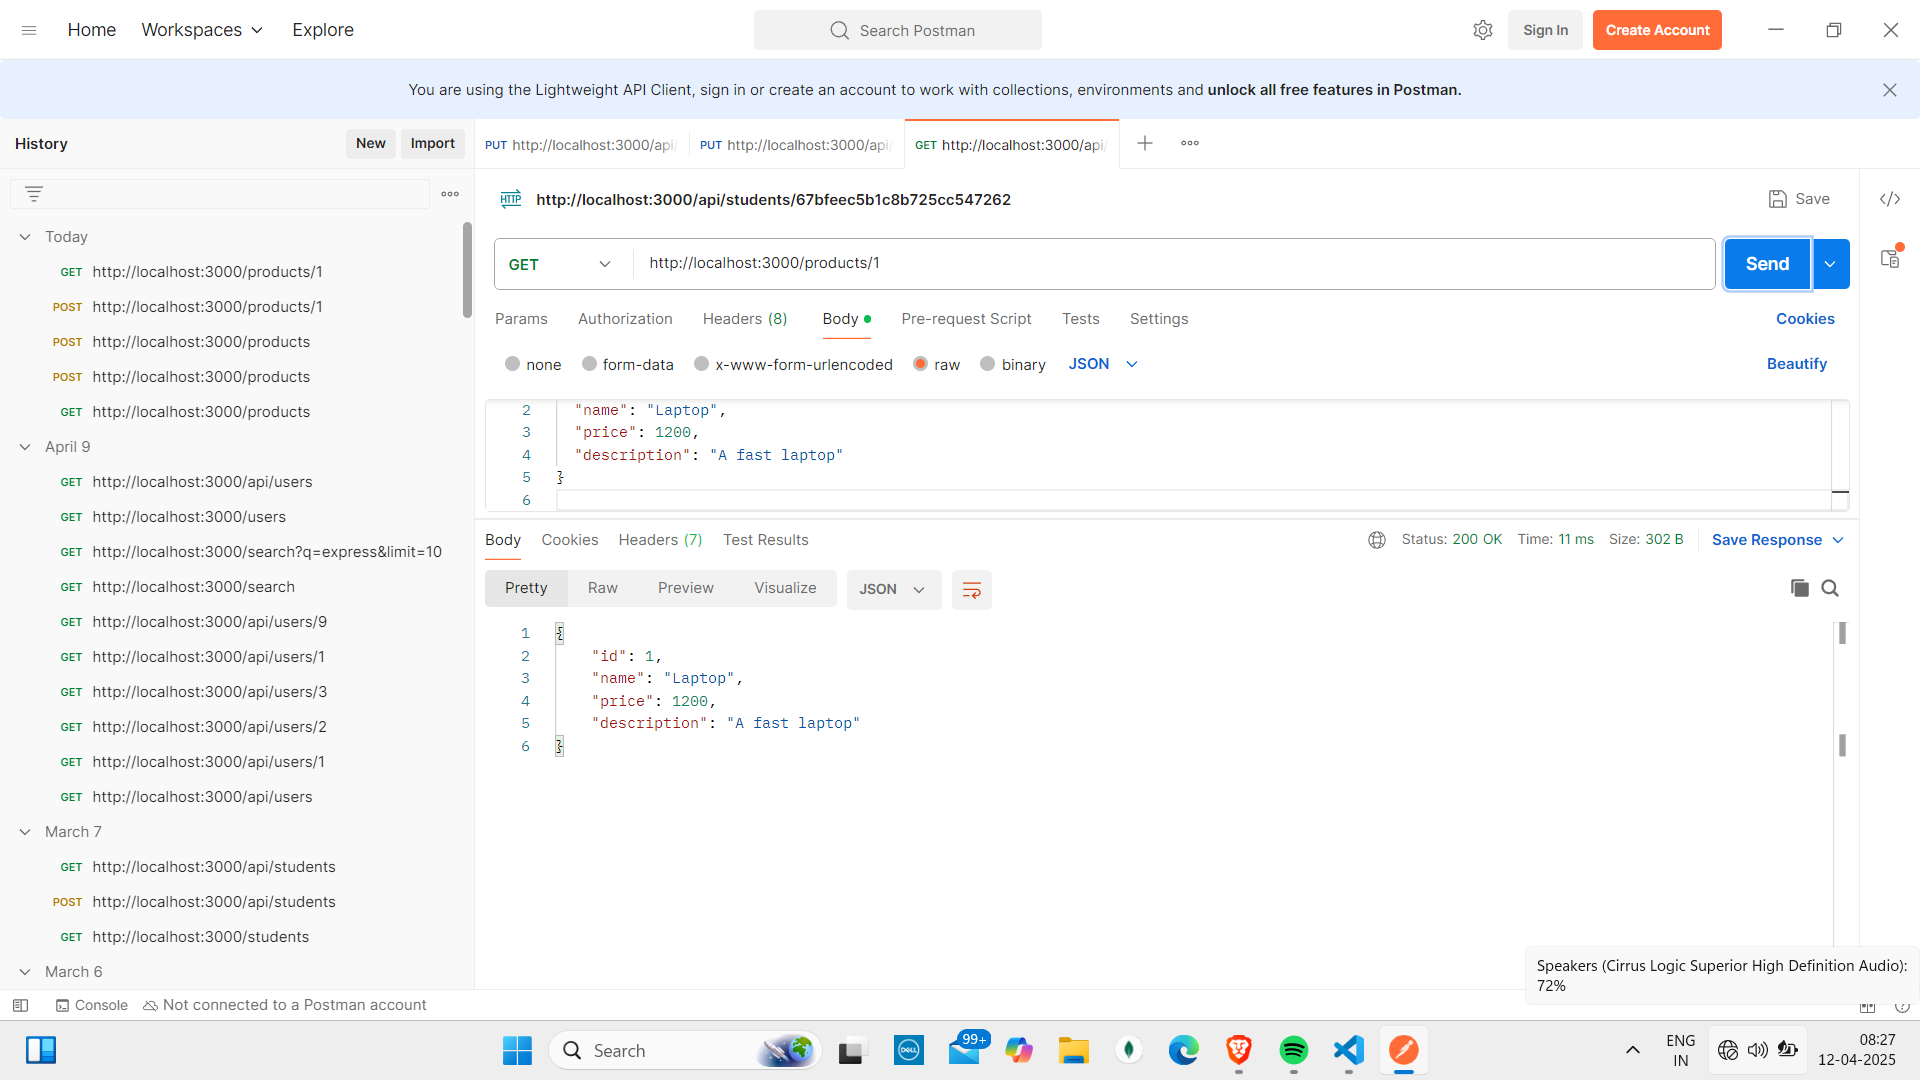 Home
Workspaces
Explore
Search Postman
Sign In
Create Account
You are using the Lightweight API Client, sign in or create an account to work with collections, environments and unlock all free features in Postman.
History
New
Import
PUT http://localhost:3000/api/
PUT http://localhost:3000/api/
GET http://localhost:3000/api/
HTTP
http://localhost:3000/api/students/67bfeec5b1c8b725cc547262
Save
Today
GET http://localhost:3000/products/1
POST http://localhost:3000/products/1
POST http://localhost:3000/products
POST http://localhost:3000/products
GET http://localhost:3000/products
April 9
GET http://localhost:3000/api/users
GET http://localhost:3000/users
GET http://localhost:3000/search?q=express&limit=10
GET http://localhost:3000/search
GET http://localhost:3000/api/users/9
GET http://localhost:3000/api/users/1
GET http://localhost:3000/api/users/3
GET http://localhost:3000/api/users/2
GET http://localhost:3000/api/users/1
GET http://localhost:3000/api/users
March 7
GET http://localhost:3000/api/students
POST http://localhost:3000/api/students
GET http://localhost:3000/students
March 6
GET
http://localhost:3000/products/1
Send
Params
Authorization
Headers (8)
Body
Pre-request Script
Tests
Settings
Cookies
none
form-data
x-www-form-urlencoded
raw
binary
JSON
Beautify
2 "name": "Laptop",
3 "price": 1200,
4 "description": "A fast laptop"
5 }
6
Body
Cookies
Headers (7)
Test Results
Status: 200 OK
Time: 11 ms
Size: 302 B
Save Response
Pretty
Raw
Preview
Visualize
JSON
1 {
2 "id": 1,
3 "name": "Laptop",
4 "price": 1200,
5 "description": "A fast laptop"
6 }
Speakers (Cirrus Logic Superior High Definition Audio):
72%
Console
Not connected to a Postman account
Search
DELL
99+
ENG
IN
08:27
12-04-2025